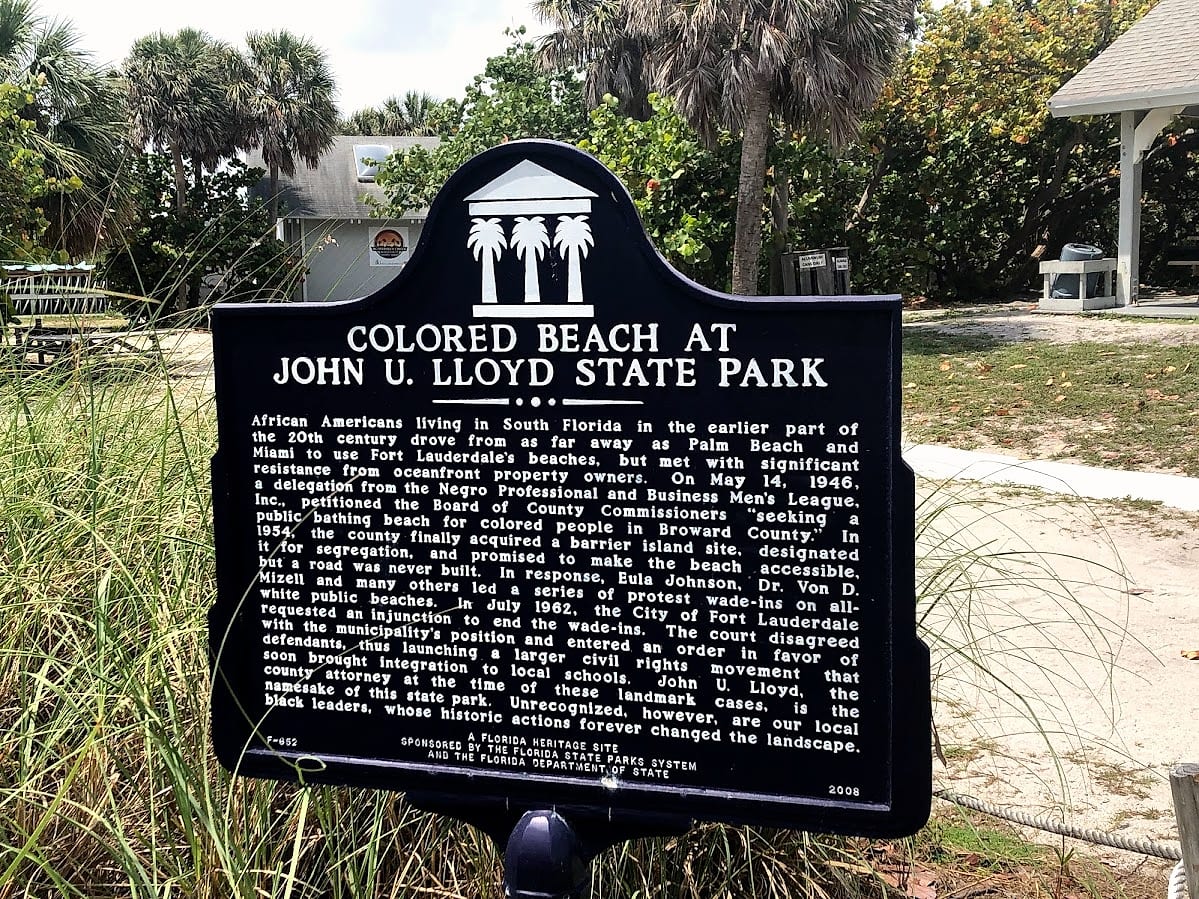 COLORED BEACH AT
JOHN U. LLOYD STATE PARK
African Americans living in South Florida in the earlier part of
the 20th century drove from as far away as Palm Beach and
Miami to use Fort Lauderdale's beaches, but met with significant
resistance from oceanfront property owners. On May 14, 1946,
a delegation from the Negro Professional and Business Men's League,
Inc., petitioned the Board of County Commissioners "seeking a
public bathing beach for colored people in Broward County." In
1954, the county finally acquired a barrier island site, designated
it for segregation, and promised to make the beach accessible,
but a road was never built. In response, Eula Johnson, Dr. Von D.
Mizell and many others led a series of protest wade-ins on all-
white public beaches. In July 1962, the City of Fort Lauderdale
requested an injunction to end the wade-ins. The court disagreed
with the municipality's position and entered an order in favor of
defendants, thus launching a larger civil rights movement that
soon brought integration to local schools. John U. Lloyd, the
county attorney at the time of these landmark cases, is the
namesake of this state park. Unrecognized, however, are our local
black leaders, whose historic actions forever changed the landscape.
F-652
A FLORIDA HERITAGE SITE
SPONSORED BY THE FLORIDA STATE PARKS SYSTEM
AND THE FLORIDA DEPARTMENT OF STATE
2008